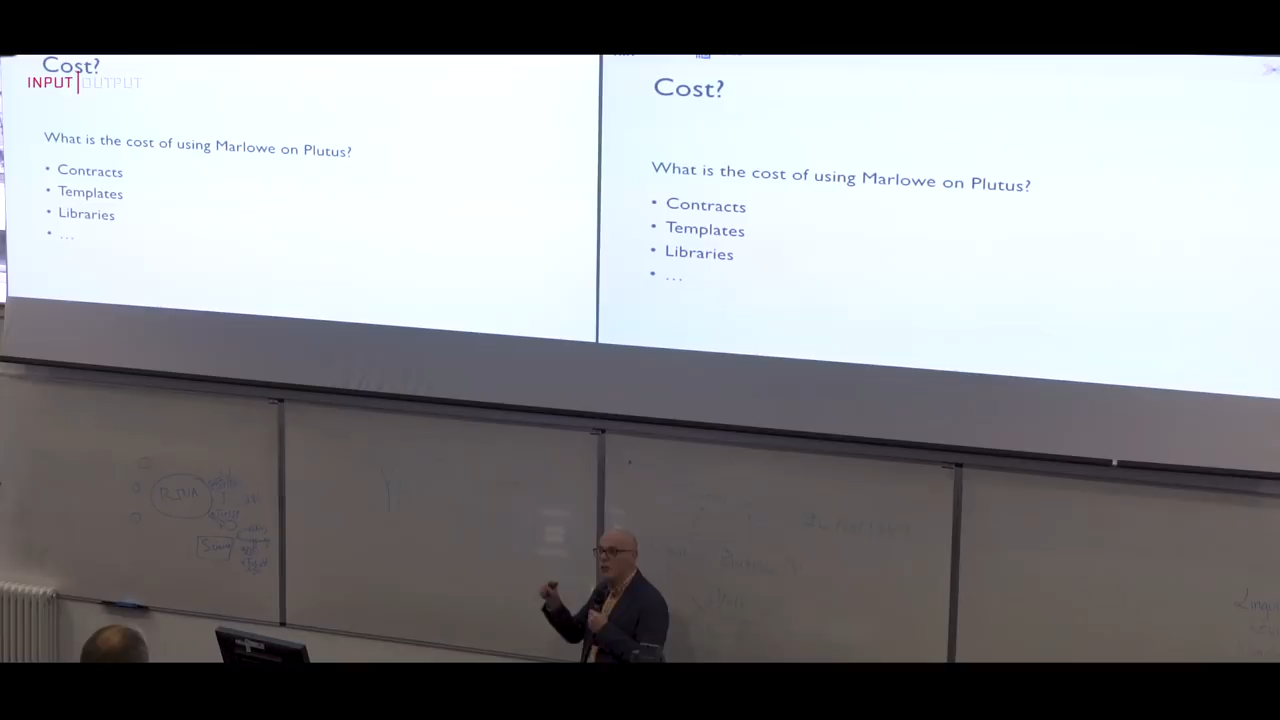 Cost?
INPUT|OUTPUT
What is the cost of using Marlowe on Plutus?
• Contracts
• Templates
• Libraries
• ...
Cost?
What is the cost of using Marlowe on Plutus?
• Contracts
• Templates
• Libraries
• ...